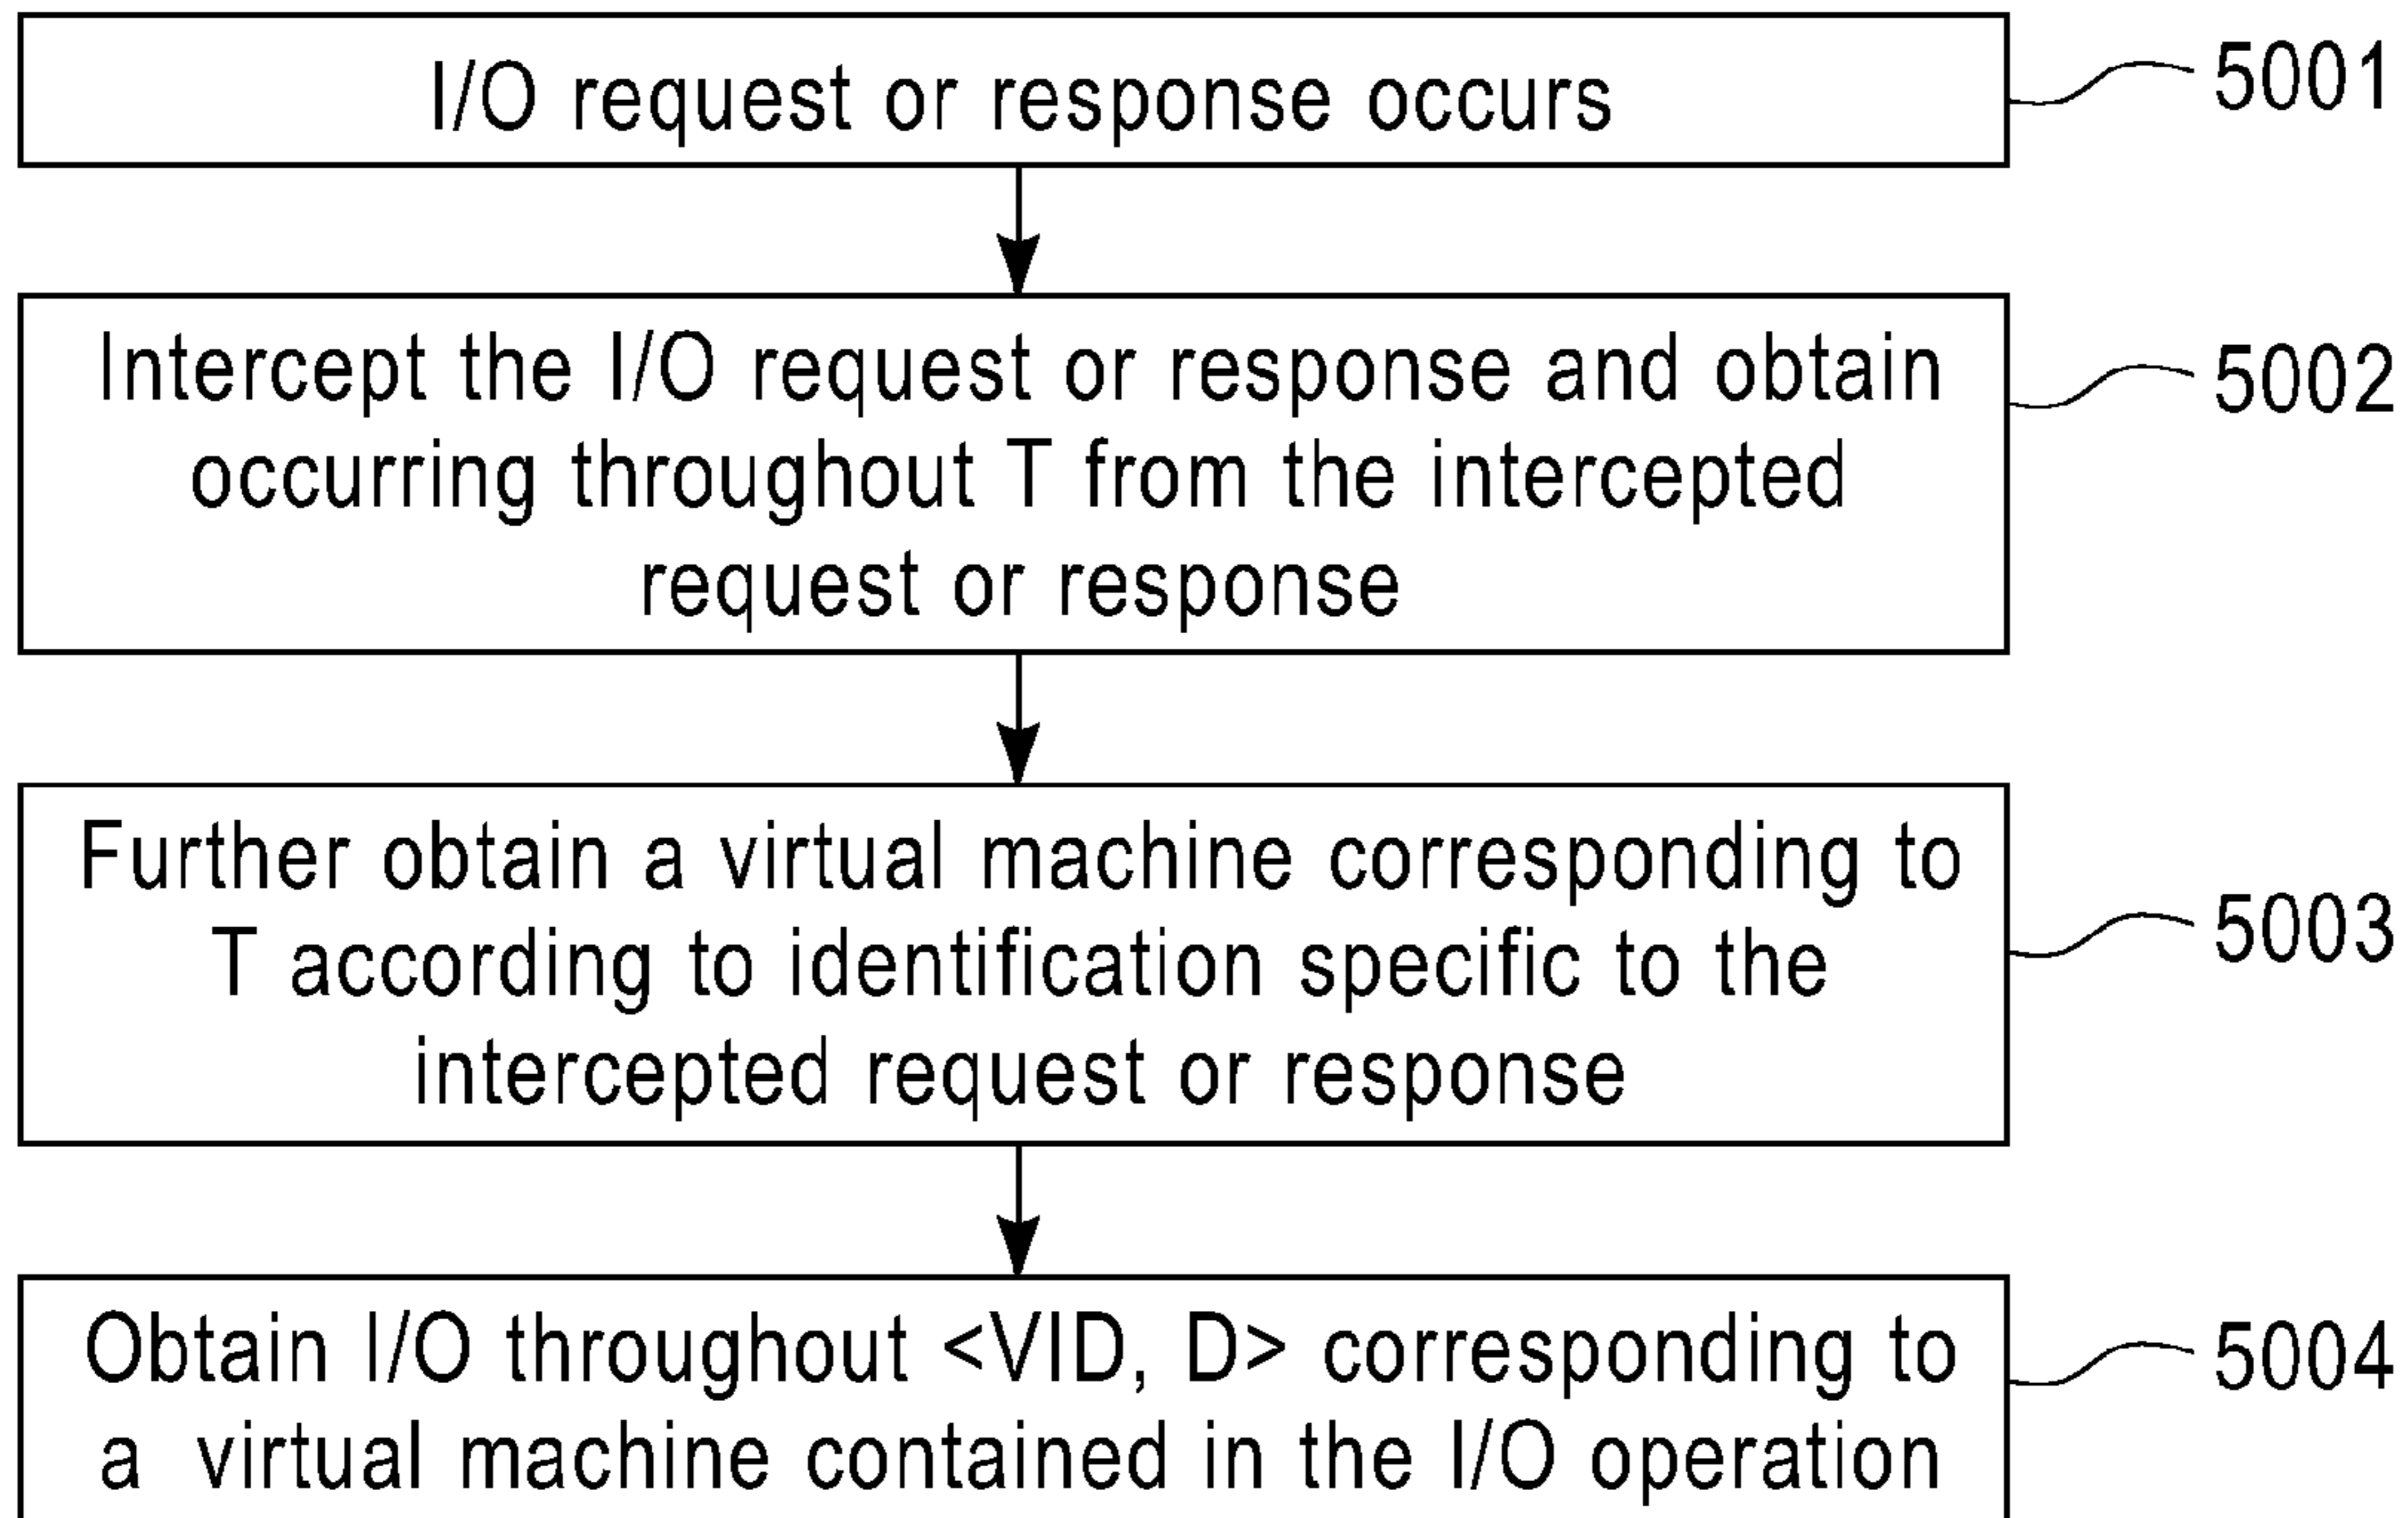 I/O request or response occurs
5001
Intercept the I/O request or response and obtain
occurring throughout T from the intercepted
request or response
5002
Further obtain a virtual machine corresponding to
T according to identification specific to the
intercepted request or response
5003
Obtain I/O throughout <VID, D> corresponding to
a virtual machine contained in the I/O operation
5004